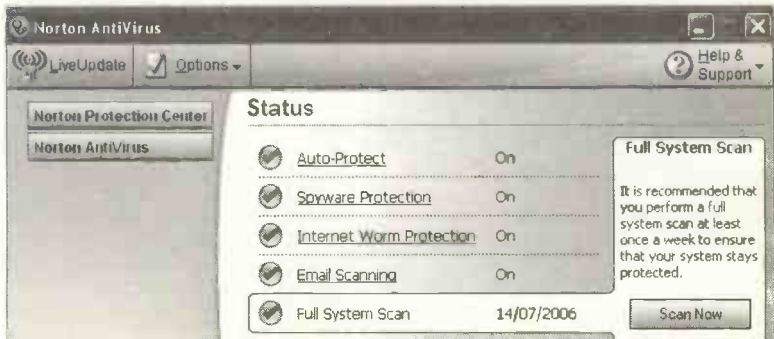 Norton AntiVirus
LiveUpdate
Options
Help & Support
Norton Protection Center
Norton AntiVirus
Status
Auto-Protect On
Spyware Protection On
Internet Worm Protection On
Email Scanning On
Full System Scan 14/07/2006
Full System Scan
It is recommended that
you perform a full
system scan at least
once a week to ensure
that your system stays
protected.
Scan Now